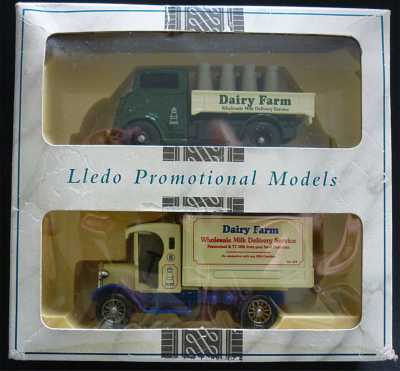 Dairy Farm
Wholesale Milk Delivery Service
Lledo Promotional Models
Dairy Farm
Wholesale Milk Delivery Service